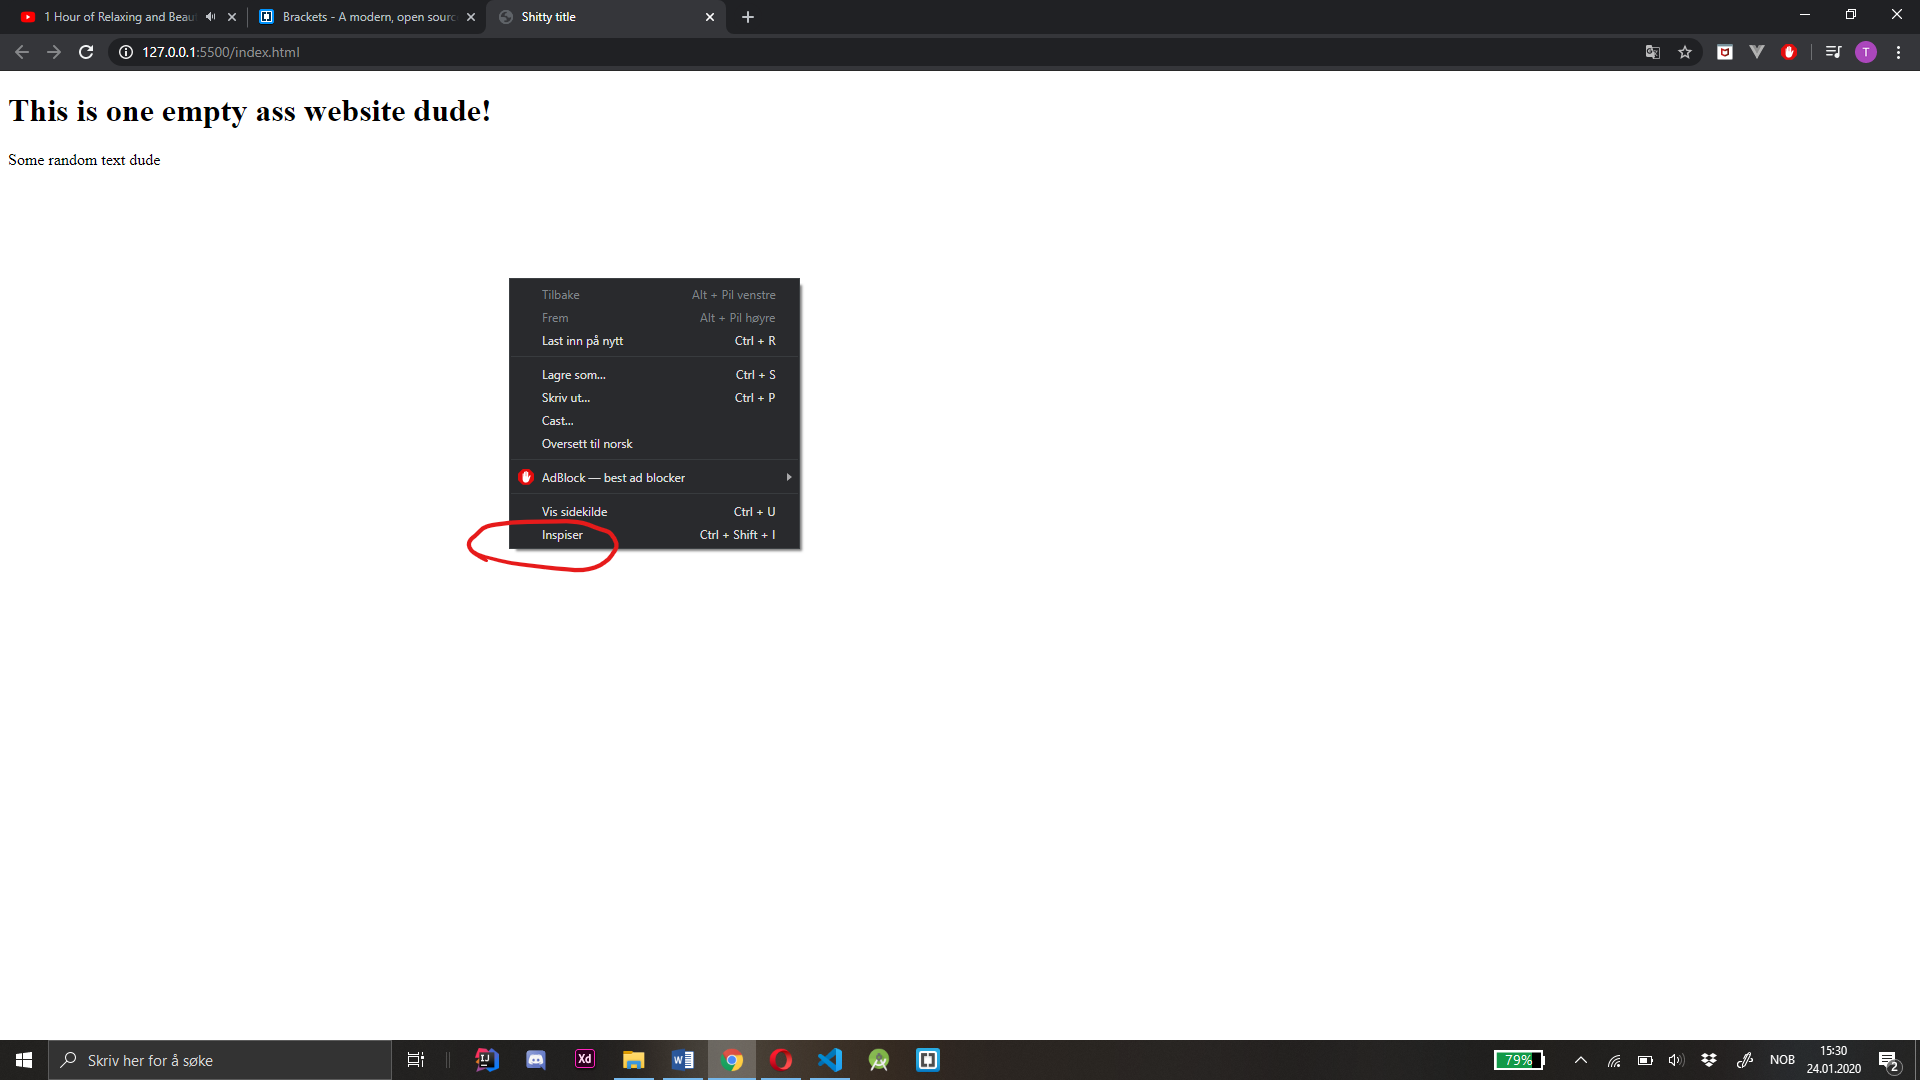 1 Hour of Relaxing and Beau
Brackets - A modern, open sourc
Shitty title
127.0.0.1:5500/index.html
T
This is one empty ass website dude!
Some random text dude
Tilbake Alt + Pil venstre
Frem Alt + Pil høyre
Last inn på nytt Ctrl + R
Lagre som... Ctrl + S
Skriv ut... Ctrl + P
Cast...
Oversett til norsk
AdBlock — best ad blocker
Vis sidekilde Ctrl + U
Inspiser Ctrl + Shift + I
Skriv her for å søke
IJ
Xd
W
79%
NOB
15:30
24.01.2020
2